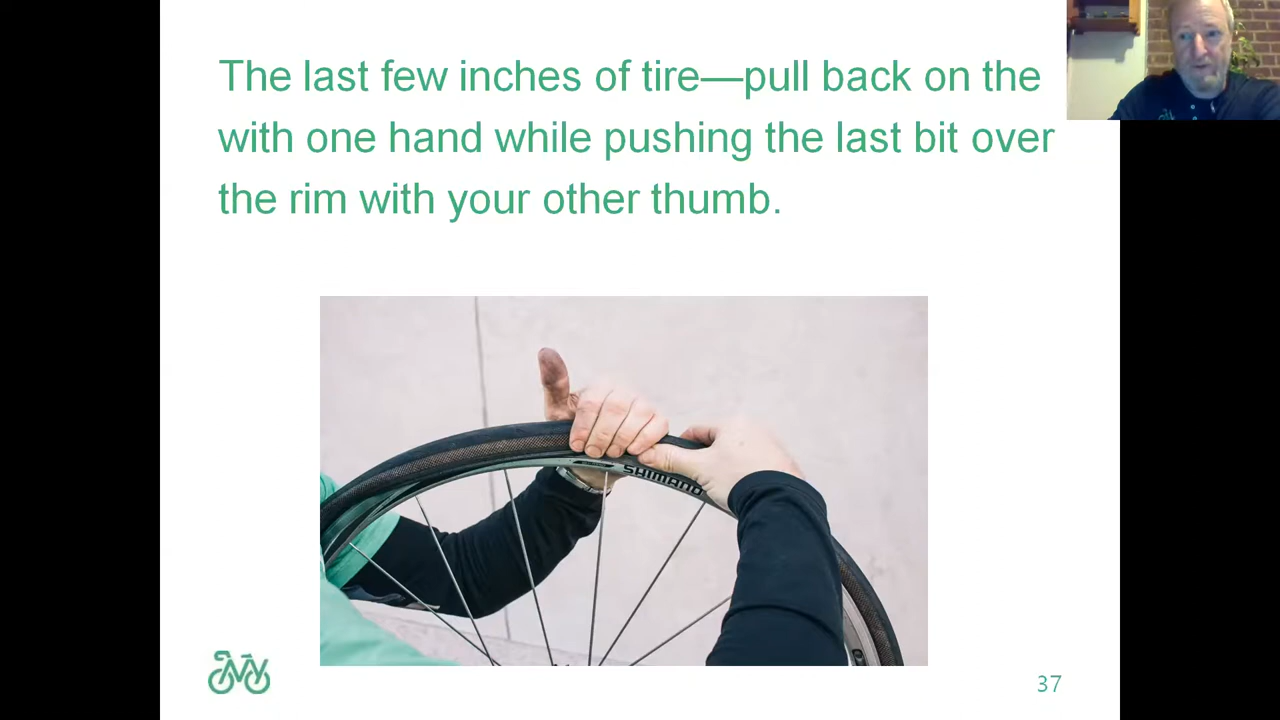 The last few inches of tire—pull back on the
with one hand while pushing the last bit over
the rim with your other thumb.
SHIMANO
37